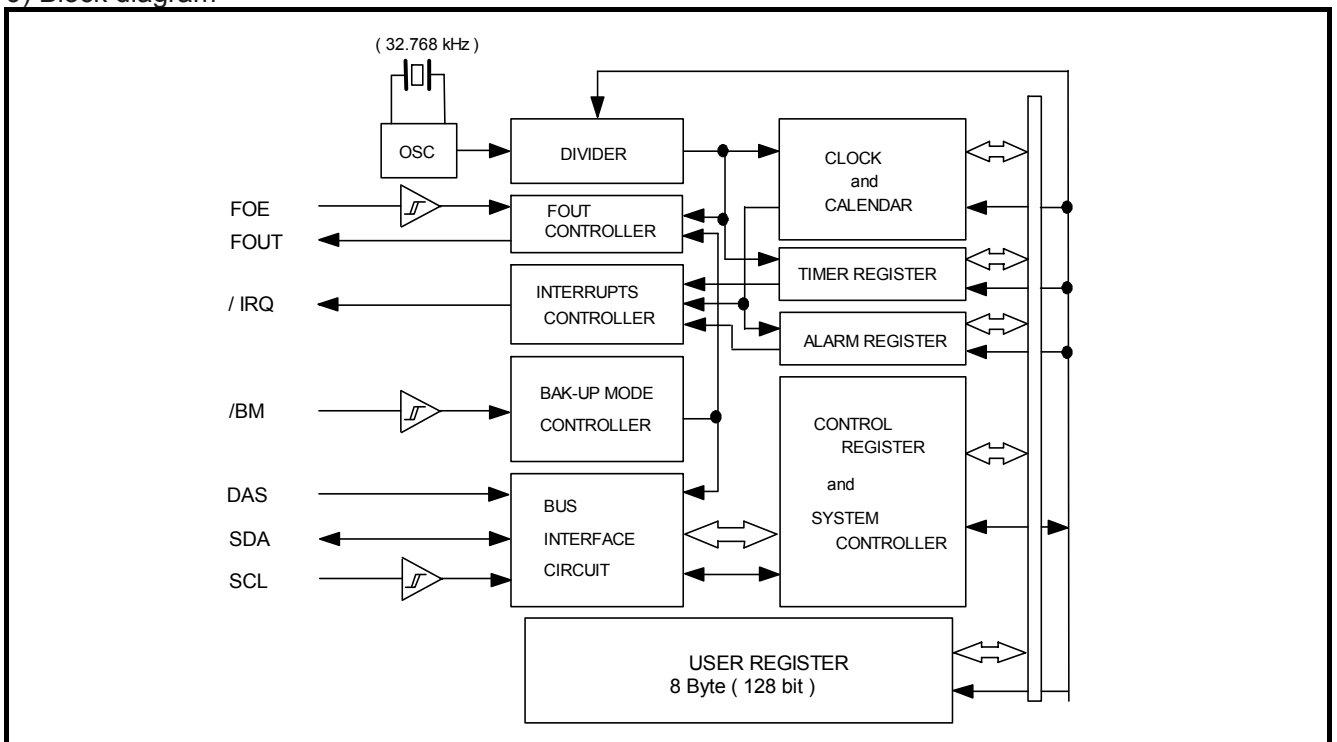 ( 32.768 kHz )
OSC
DIVIDER
CLOCK
and
CALENDAR
FOE
FOUT
FOUT
CONTROLLER
TIMER REGISTER
/ IRQ
INTERRUPTS
CONTROLLER
ALARM REGISTER
/BM
BAK-UP MODE
CONTROLLER
CONTROL
REGISTER
and
SYSTEM
CONTROLLER
DAS
SDA
SCL
BUS
INTERFACE
CIRCUIT
USER REGISTER
8 Byte ( 128 bit )